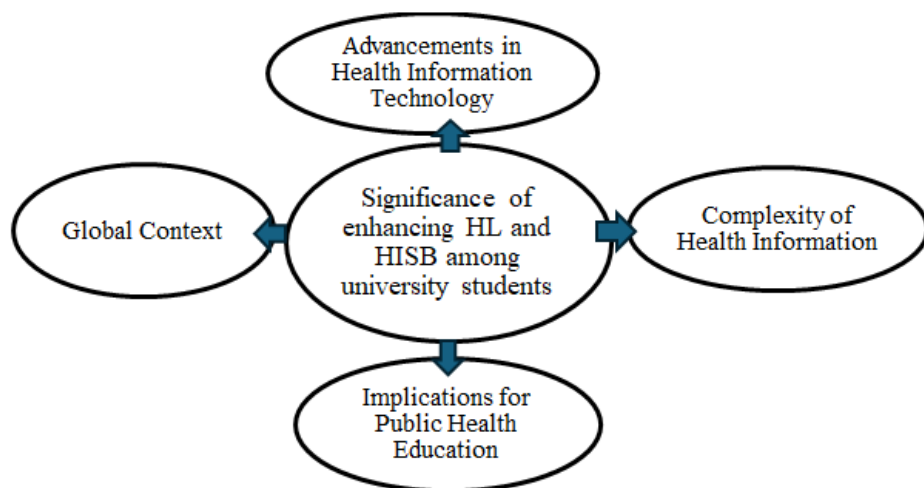 Advancements in
Health Information
Technology
Global Context
Significance of
enhancing HL and
HISB among
university students
Complexity of
Health Information
Implications for
Public Health
Education